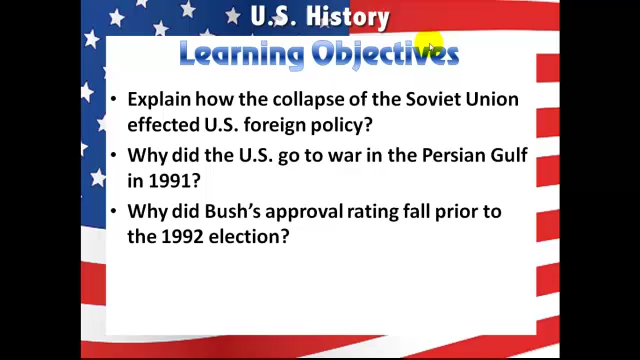 U.S. History
Learning Objectives
• Explain how the collapse of the Soviet Union
effected U.S. foreign policy?
• Why did the U.S. go to war in the Persian Gulf
in 1991?
• Why did Bush's approval rating fall prior to
the 1992 election?